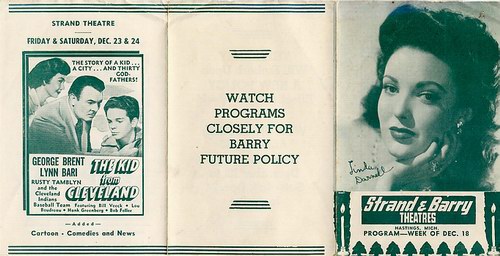 STRAND THEATRE
FRIDAY & SATURDAY, DEC. 23 & 24
THE STORY OF A KID . . .
A CITY . . . AND THIRTY
GOD-
FATHERS!
GEORGE BRENT
LYNN BARI
RUSTY TAMBLYN
and the
Cleveland
Indians
Baseball Team
THE KID
from
CLEVELAND
Featuring Bill Veeck • Lou
Boudreau • Hank Greenberg • Bob Feller
—Added—
Cartoon - Comedies and News
WATCH
PROGRAMS
CLOSELY FOR
BARRY
FUTURE POLICY
Linda
Darnell
Strand & Barry
THEATRES
HASTINGS, MICH.
PROGRAM—WEEK OF DEC. 18